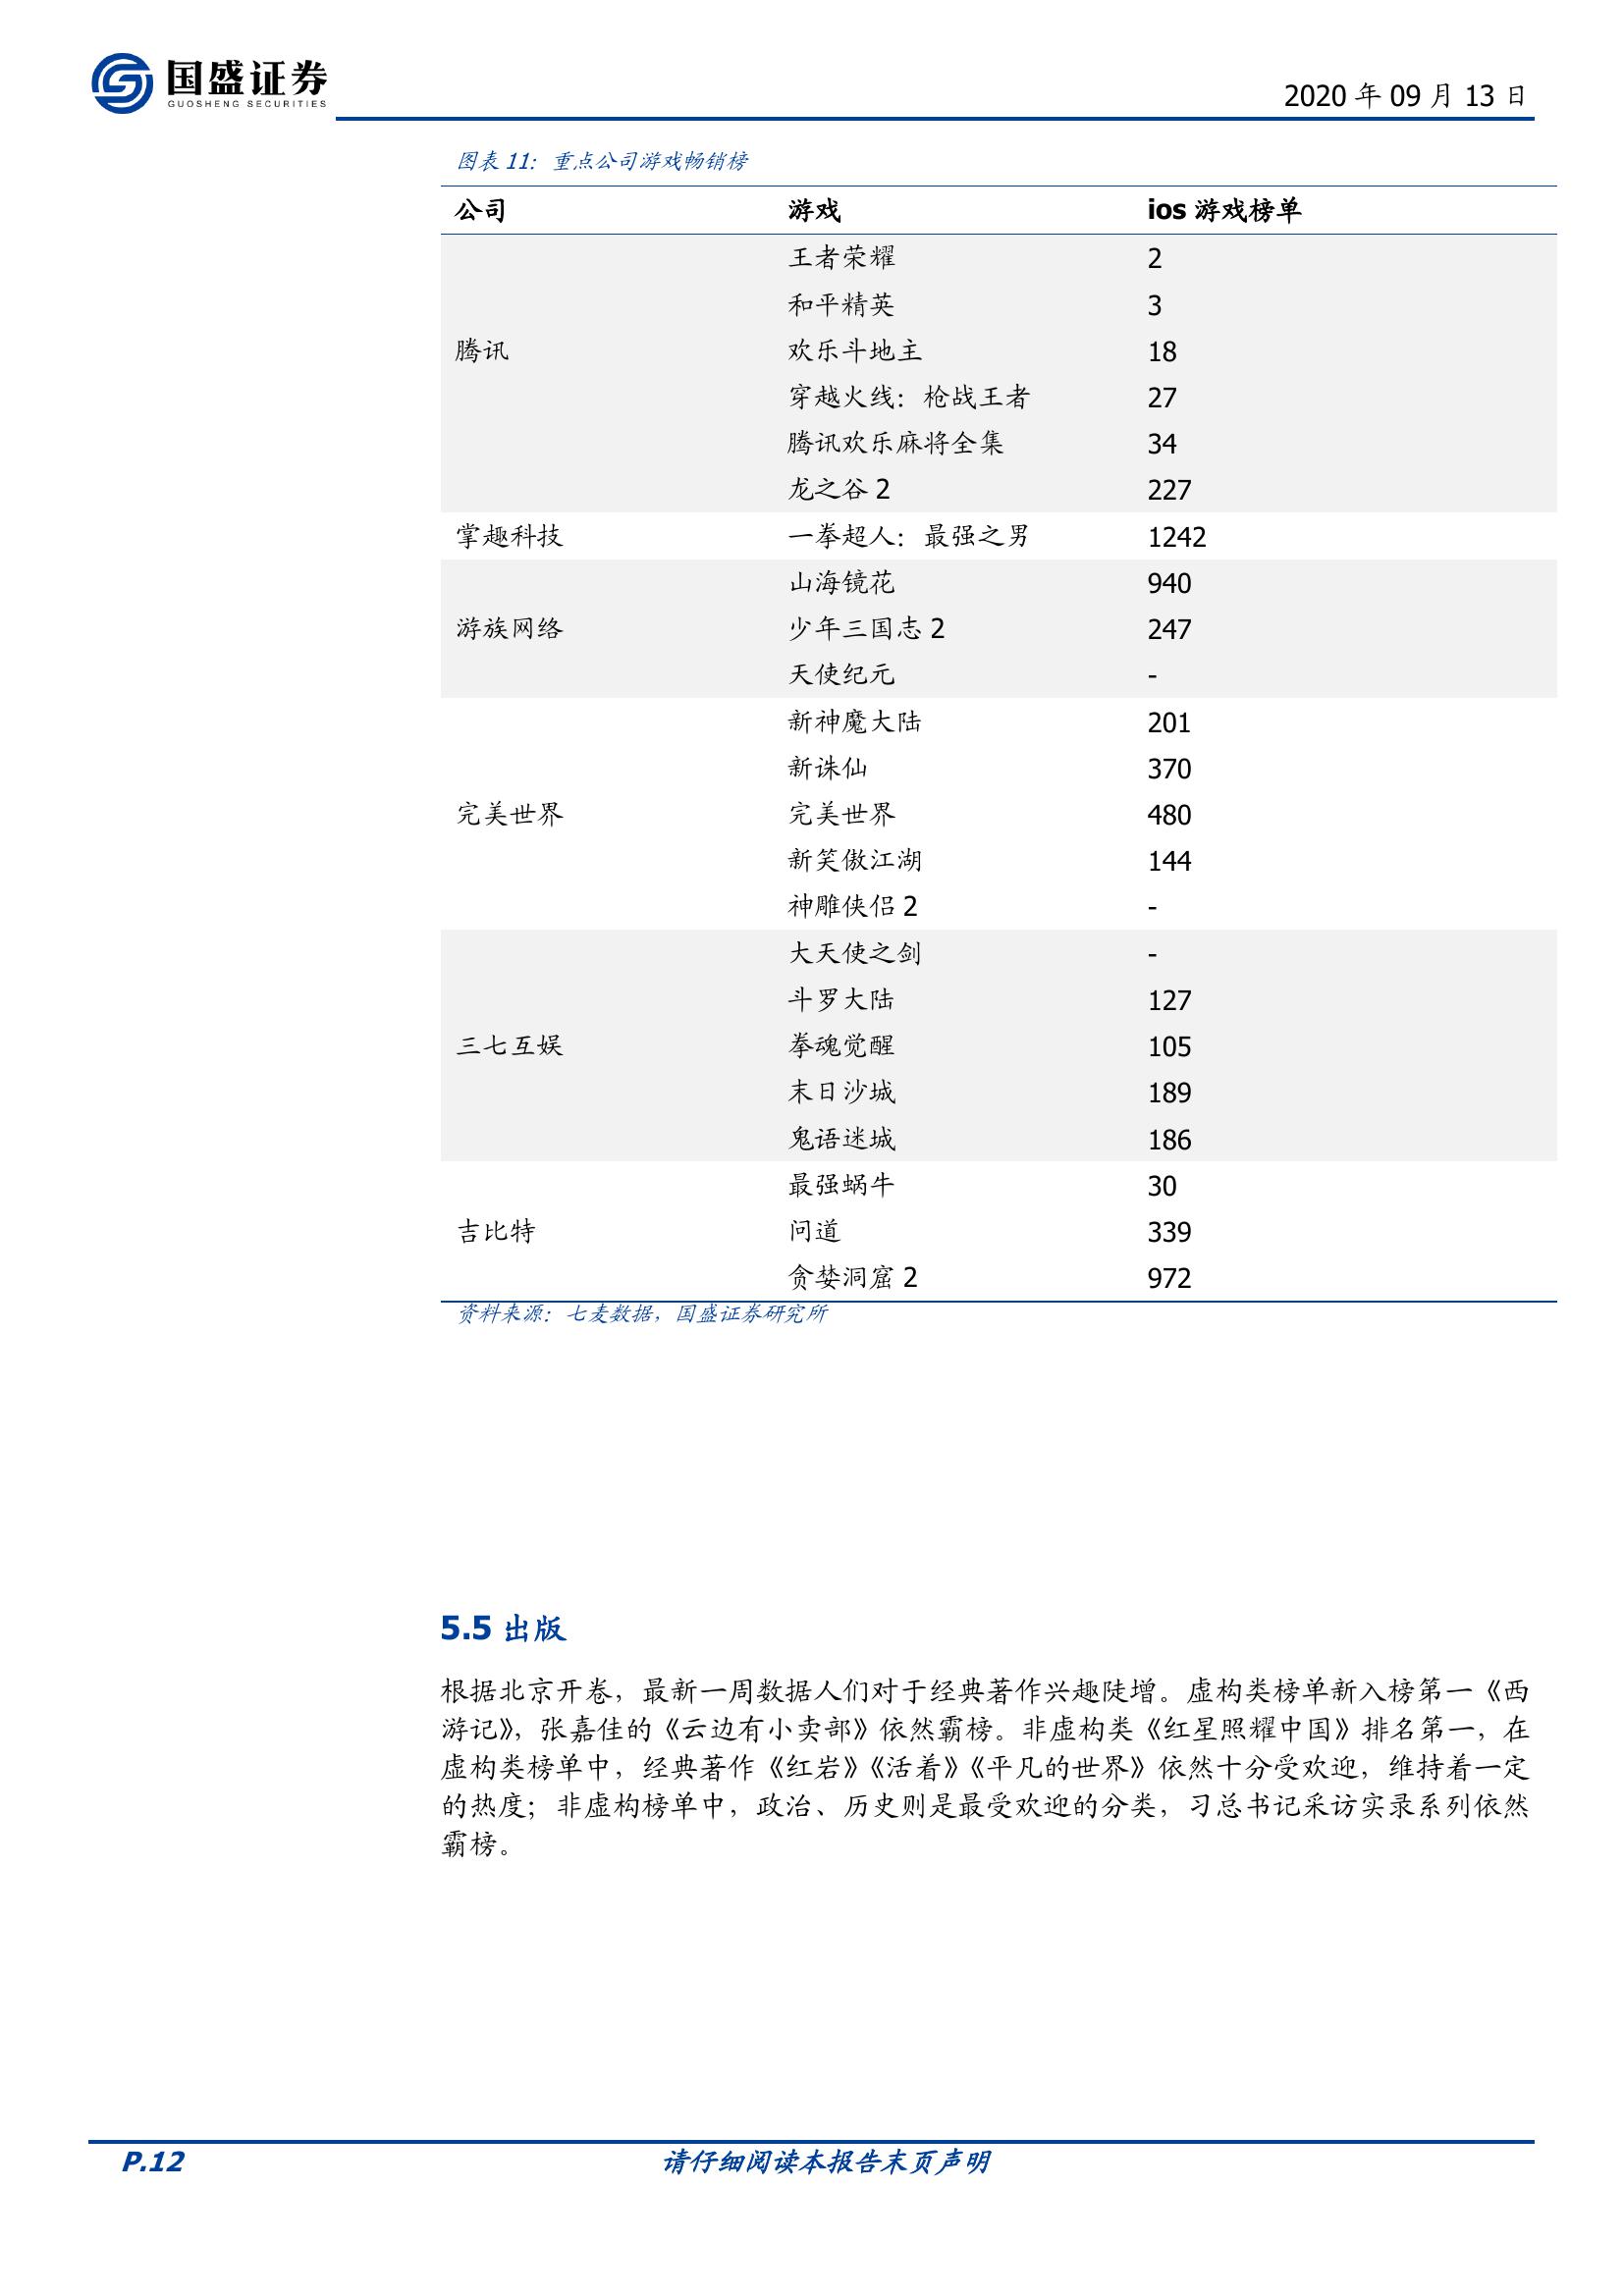 国盛证券
GUOSHENG SECURITIES
2020 年 09 月 13 日
图表 11：重点公司游戏畅销榜
公司 游戏 ios 游戏榜单
王者荣耀 2
和平精英 3
腾讯 欢乐斗地主 18
穿越火线：枪战王者 27
腾讯欢乐麻将全集 34
龙之谷 2 227
掌趣科技 一拳超人：最强之男 1242
山海镜花 940
游族网络 少年三国志 2 247
天使纪元 -
新神魔大陆 201
新诛仙 370
完美世界 完美世界 480
新笑傲江湖 144
神雕侠侣 2 -
大天使之剑 -
斗罗大陆 127
三七互娱 拳魂觉醒 105
末日沙城 189
鬼语迷城 186
最强蜗牛 30
吉比特 问道 339
贪婪洞窟 2 972
资料来源：七麦数据，国盛证券研究所
5.5 出版
根据北京开卷，最新一周数据人们对于经典著作兴趣陡增。虚构类榜单新入榜第一《西
游记》，张嘉佳的《云边有小卖部》依然霸榜。非虚构类《红星照耀中国》排名第一，在
虚构类榜单中，经典著作《红岩》《活着》《平凡的世界》依然十分受欢迎，维持着一定
的热度；非虚构榜单中，政治、历史则是最受欢迎的分类，习总书记采访实录系列依然
霸榜。
P.12 请仔细阅读本报告末页声明